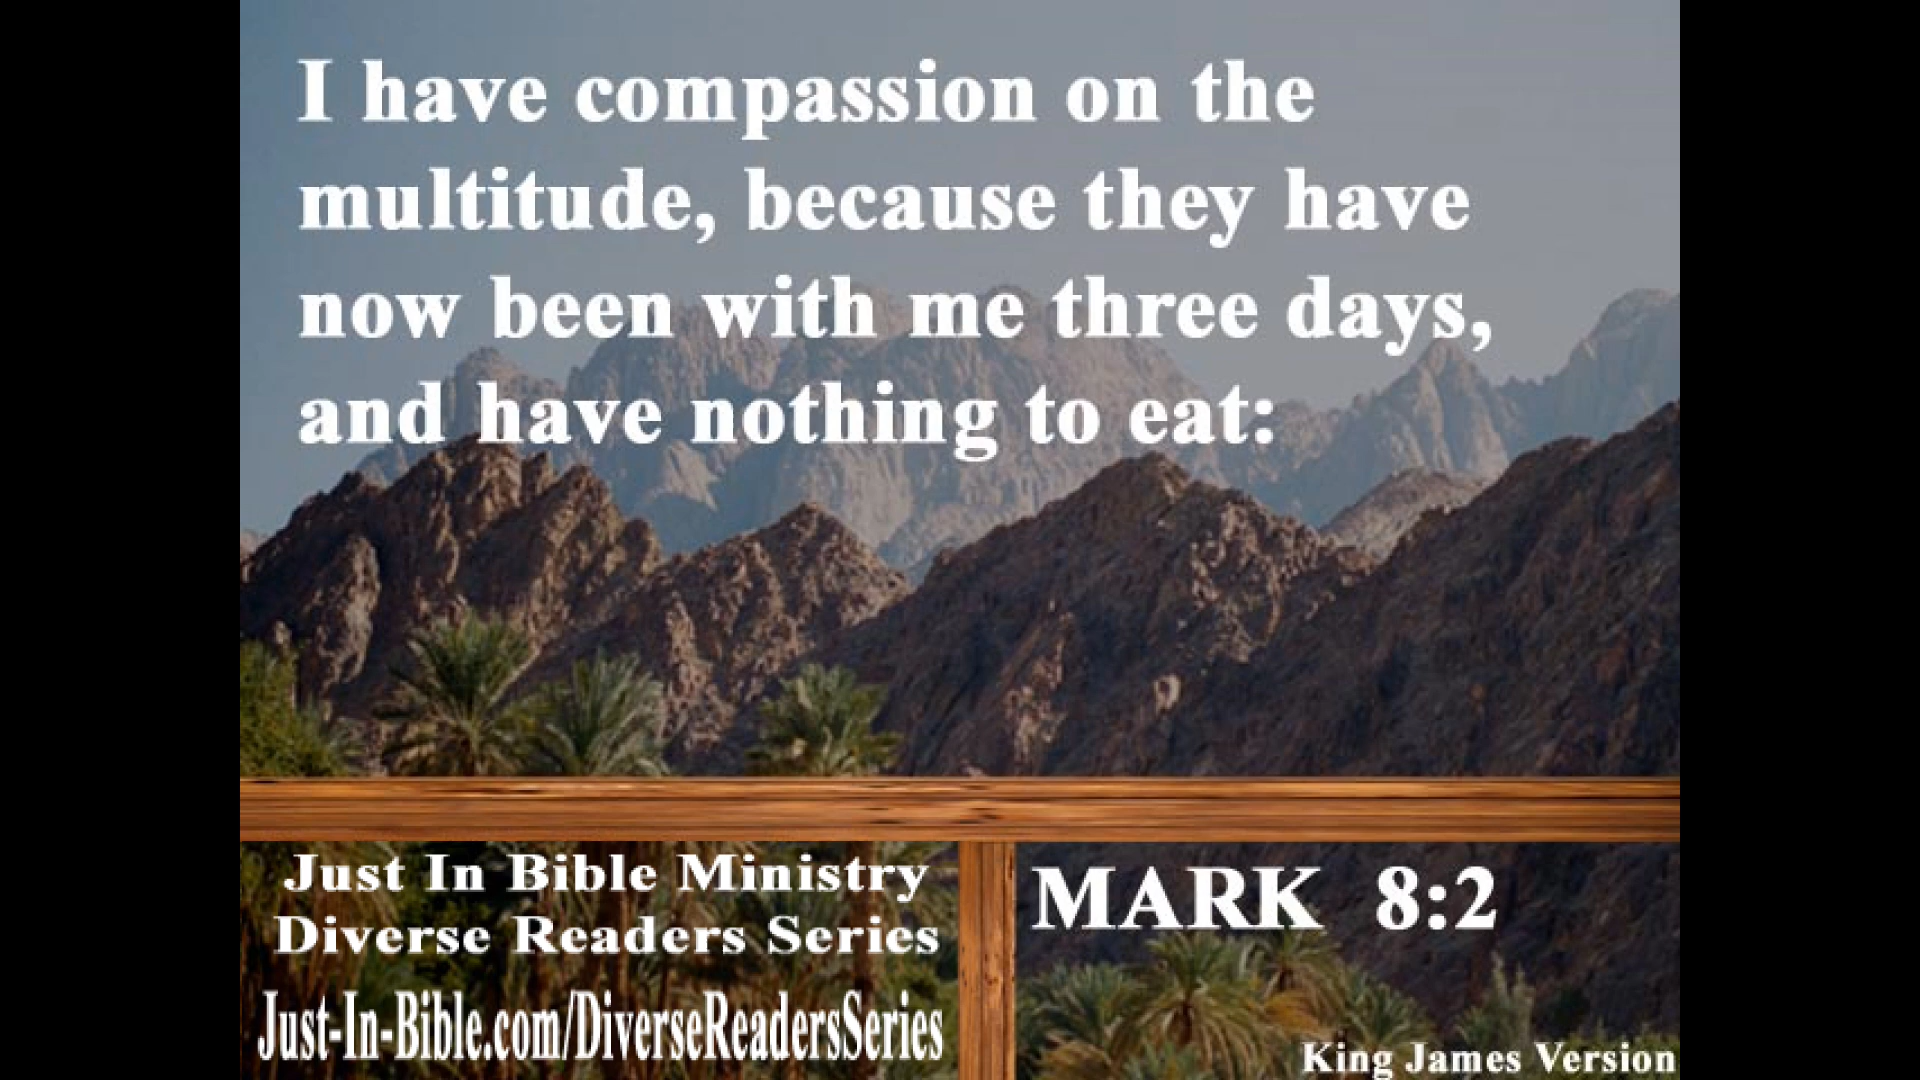 I have compassion on the
multitude, because they have
now been with me three days,
and have nothing to eat:
Just In Bible Ministry
Diverse Readers Series
Just-In-Bible.com/DiverseReadersSeries
MARK 8:2
King James Version